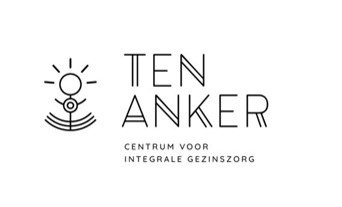 TEN
ANKER
CENTRUM VOOR
INTEGRALE GEZINSZORG